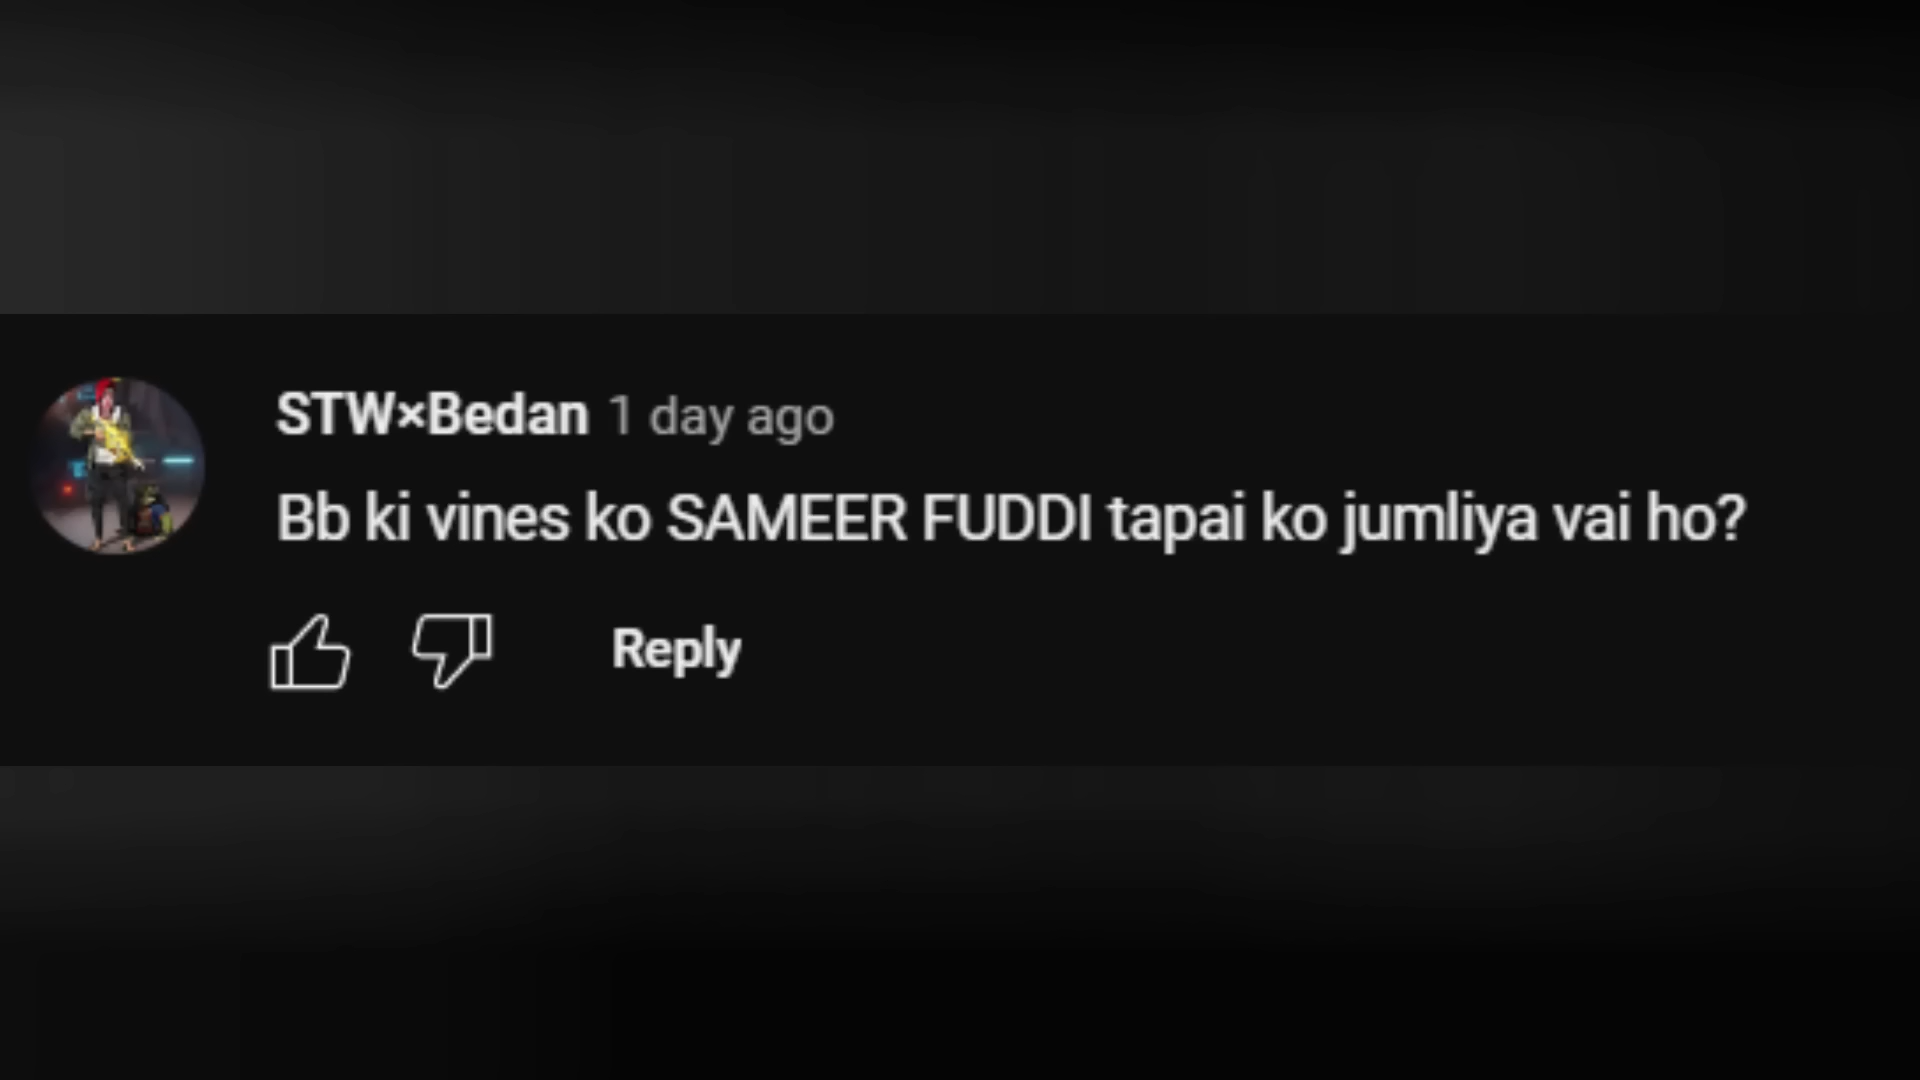 STW×Bedan 1 day ago
Bb ki vines ko SAMEER FUDDI tapai ko jumliya vai ho?
Reply